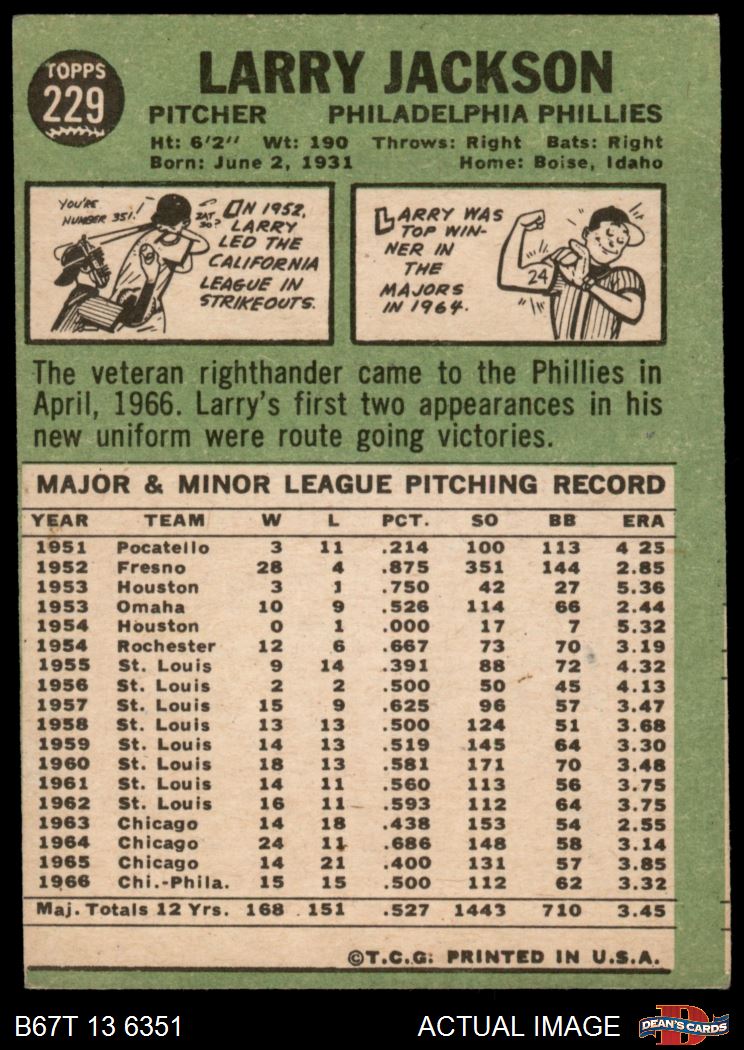 TOPPS
229
LARRY JACKSON
PITCHER PHILADELPHIA PHILLIES
Ht: 6'2" Wt: 190 Throws: Right Bats: Right
Born: June 2, 1931 Home: Boise, Idaho
YOU'RE
NUMBER 351!
ZAT
SO?
IN 1952,
LARRY
LED THE
CALIFORNIA
LEAGUE IN
STRIKEOUTS.
LARRY WAS
TOP WIN-
NER IN
THE
MAJORS
IN 1964.
24
The veteran righthander came to the Phillies in
April, 1966. Larry's first two appearances in his
new uniform were route going victories.
MAJOR & MINOR LEAGUE PITCHING RECORD
YEAR TEAM W L PCT. SO BB ERA
1951 Pocatello 3 11 .214 100 113 4 25
1952 Fresno 28 4 .875 351 144 2.85
1953 Houston 3 1 .750 42 27 5.36
1953 Omaha 10 9 .526 114 66 2.44
1954 Houston 0 1 .000 17 7 5.32
1954 Rochester 12 6 .667 73 70 3.19
1955 St. Louis 9 14 .391 88 72 4.32
1956 St. Louis 2 2 .500 50 45 4.13
1957 St. Louis 15 9 .625 96 57 3.47
1958 St. Louis 13 13 .500 124 51 3.68
1959 St. Louis 14 13 .519 145 64 3.30
1960 St. Louis 18 13 .581 171 70 3.48
1961 St. Louis 14 11 .560 113 56 3.75
1962 St. Louis 16 11 .593 112 64 3.75
1963 Chicago 14 18 .438 153 54 2.55
1964 Chicago 24 11 .686 148 58 3.14
1965 Chicago 14 21 .400 131 57 3.85
1966 Chi.-Phila. 15 15 .500 112 62 3.32
Maj. Totals 12 Yrs. 168 151 .527 1443 710 3.45
©T.C.G. PRINTED IN U.S.A.
B67T 13 6351 ACTUAL IMAGE
D
DEAN'S CARDS